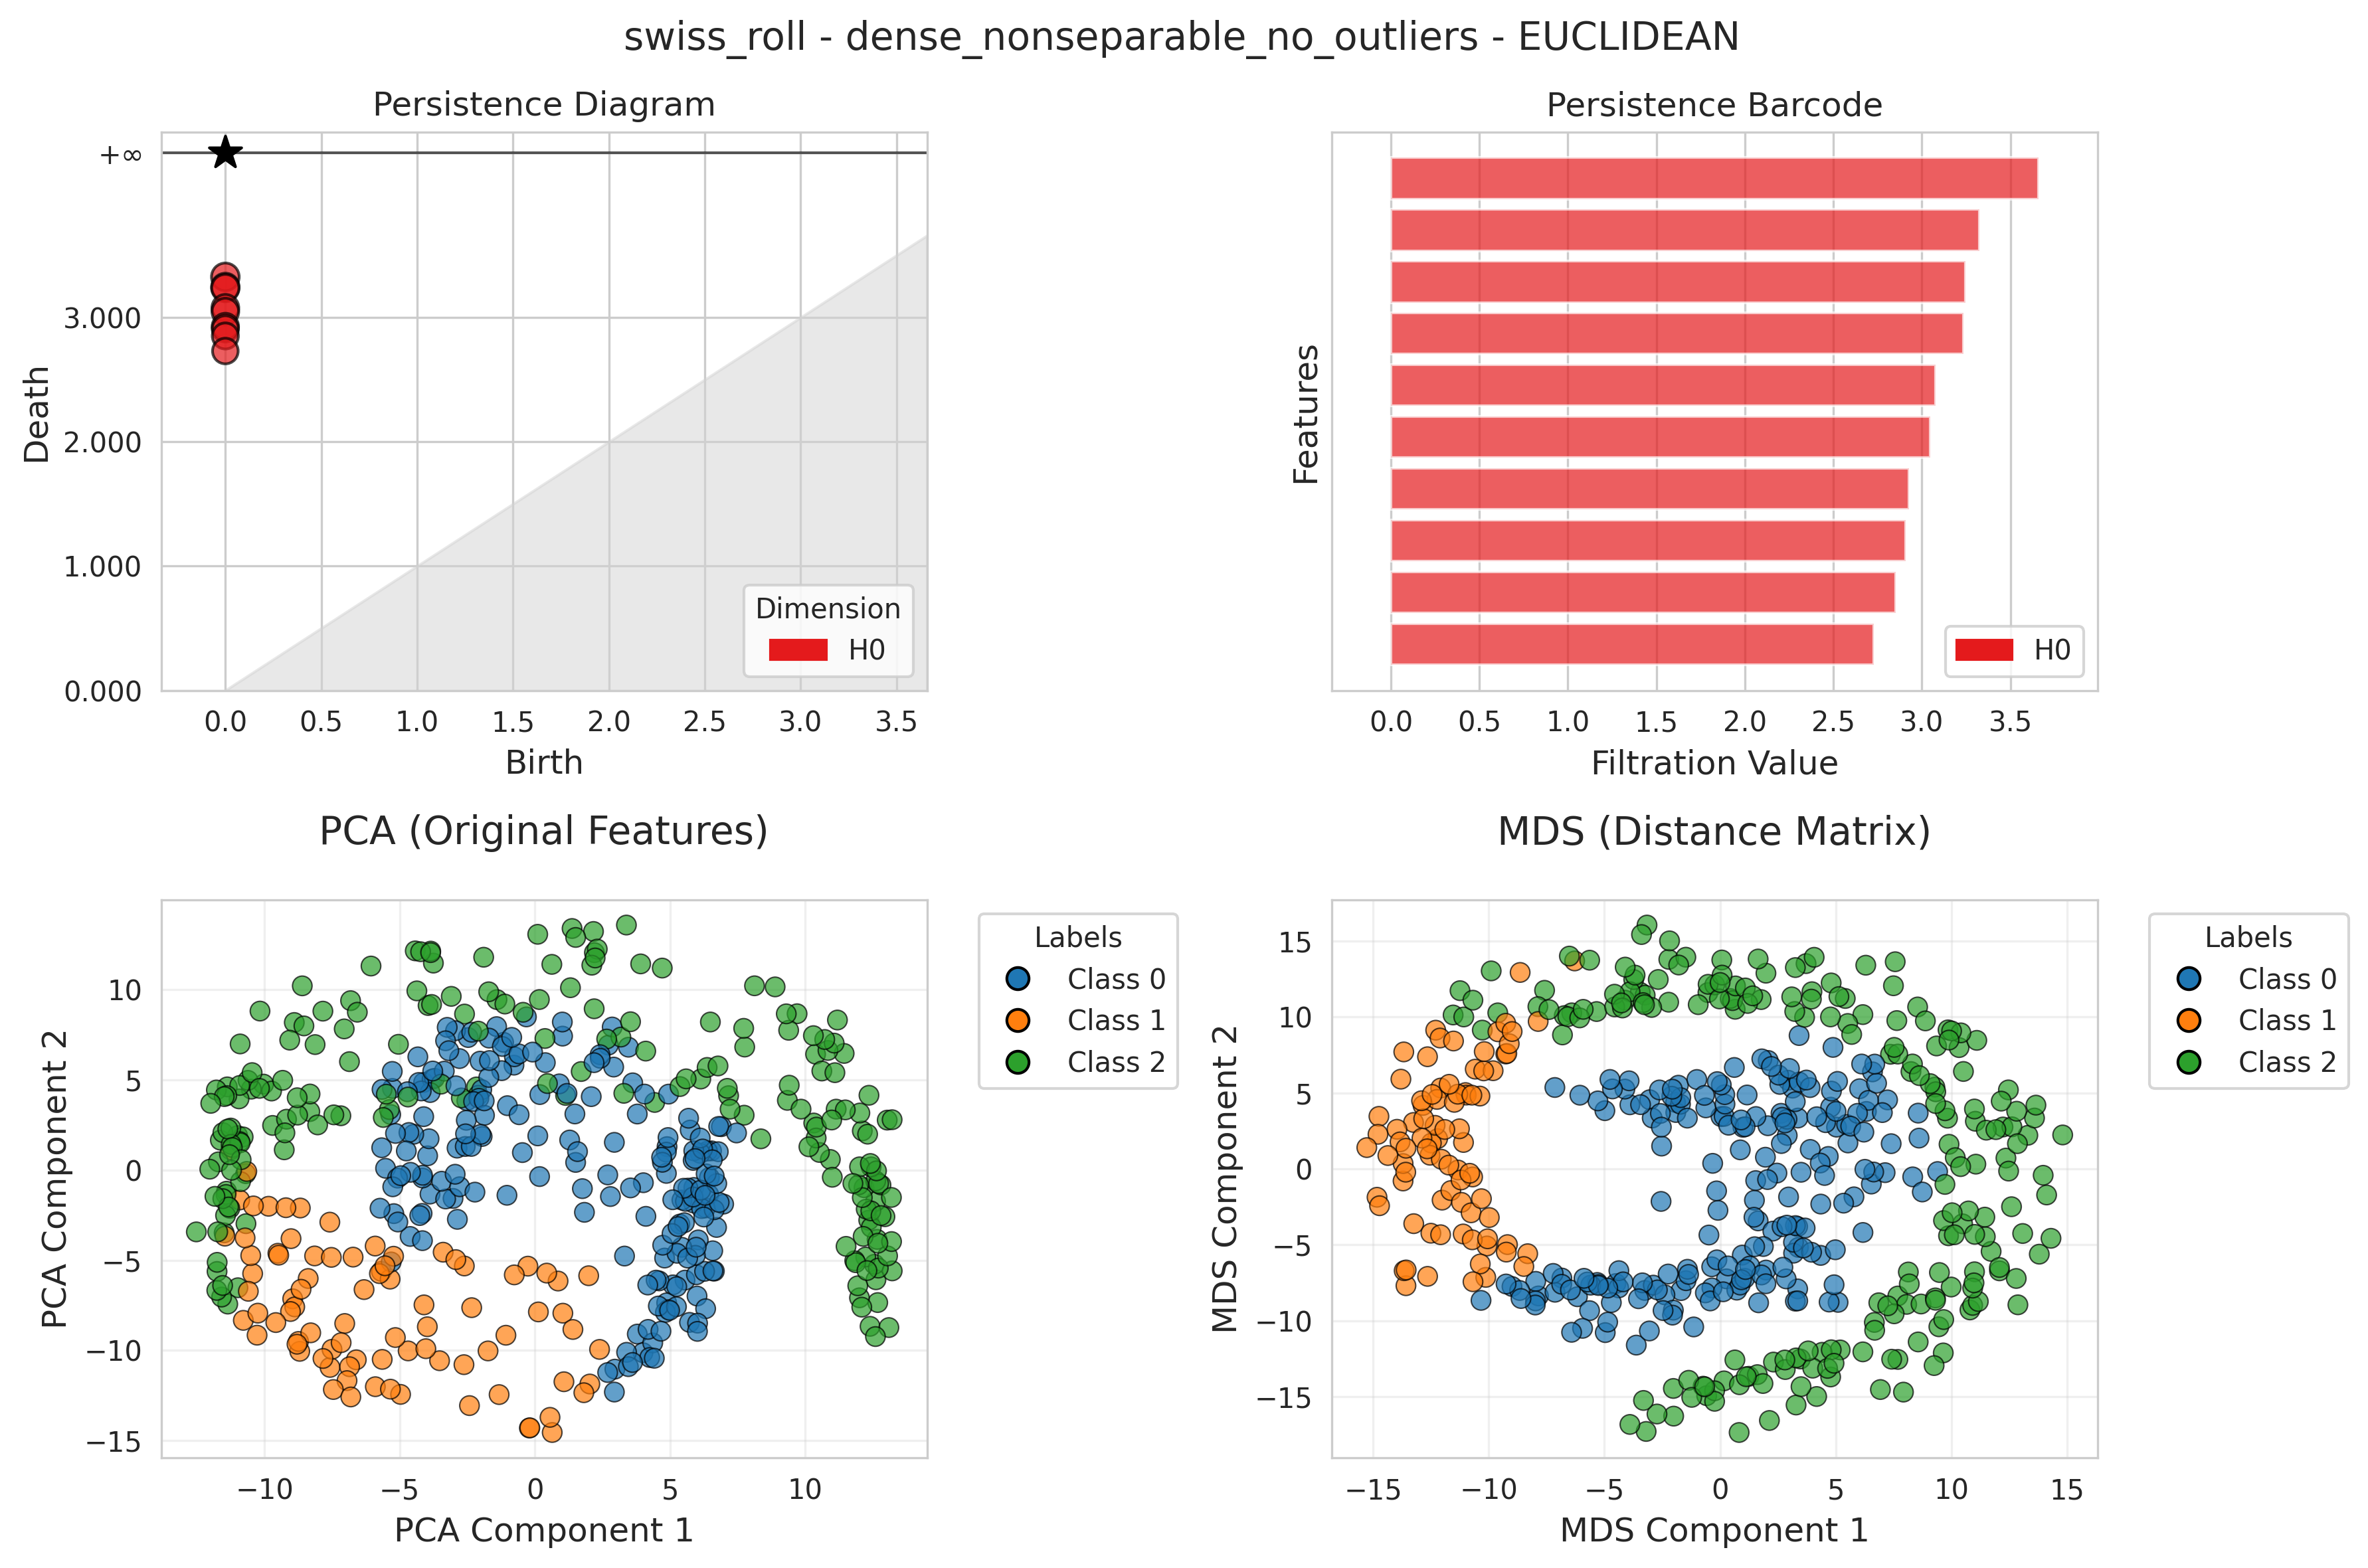 swiss_roll - dense_nonseparable_no_outliers - EUCLIDEAN
Persistence Diagram
+∞
3.000
2.000
1.000
0.000
Death
0.0 0.5 1.0 1.5 2.0 2.5 3.0 3.5
Birth
Dimension
H0
Persistence Barcode
Features
0.0 0.5 1.0 1.5 2.0 2.5 3.0 3.5
Filtration Value
H0
PCA (Original Features)
10
5
0
−5
−10
−15
PCA Component 2
−10 −5 0 5 10
PCA Component 1
Labels
Class 0
Class 1
Class 2
MDS (Distance Matrix)
15
10
5
0
−5
−10
−15
MDS Component 2
−15 −10 −5 0 5 10 15
MDS Component 1
Labels
Class 0
Class 1
Class 2